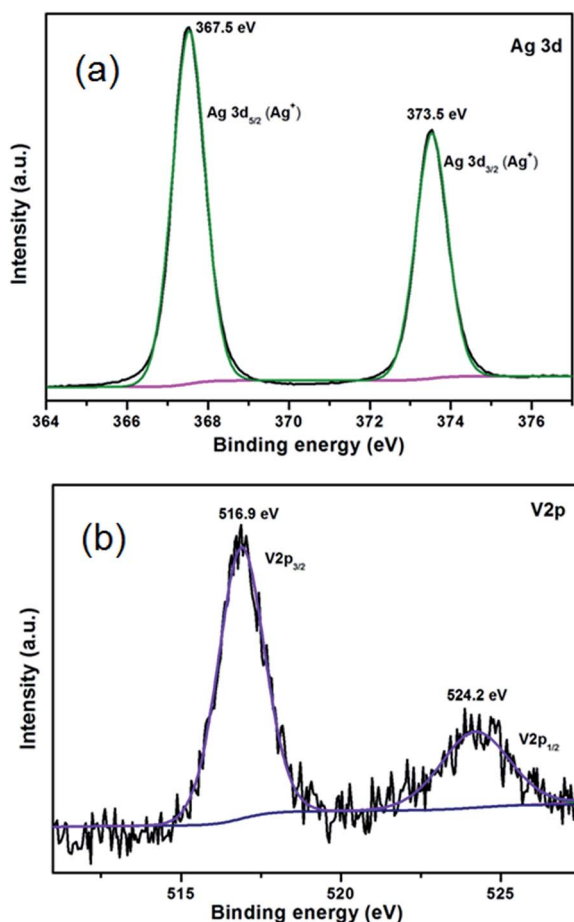 (a)
367.5 eV
Ag 3d
Ag 3d5/2 (Ag+)
373.5 eV
Ag 3d3/2 (Ag+)
Intensity (a.u.)
364 366 368 370 372 374 376
Binding energy (eV)
(b)
516.9 eV
V2p
V2p3/2
524.2 eV
V2p1/2
Intensity (a.u.)
515 520 525
Binding energy (eV)